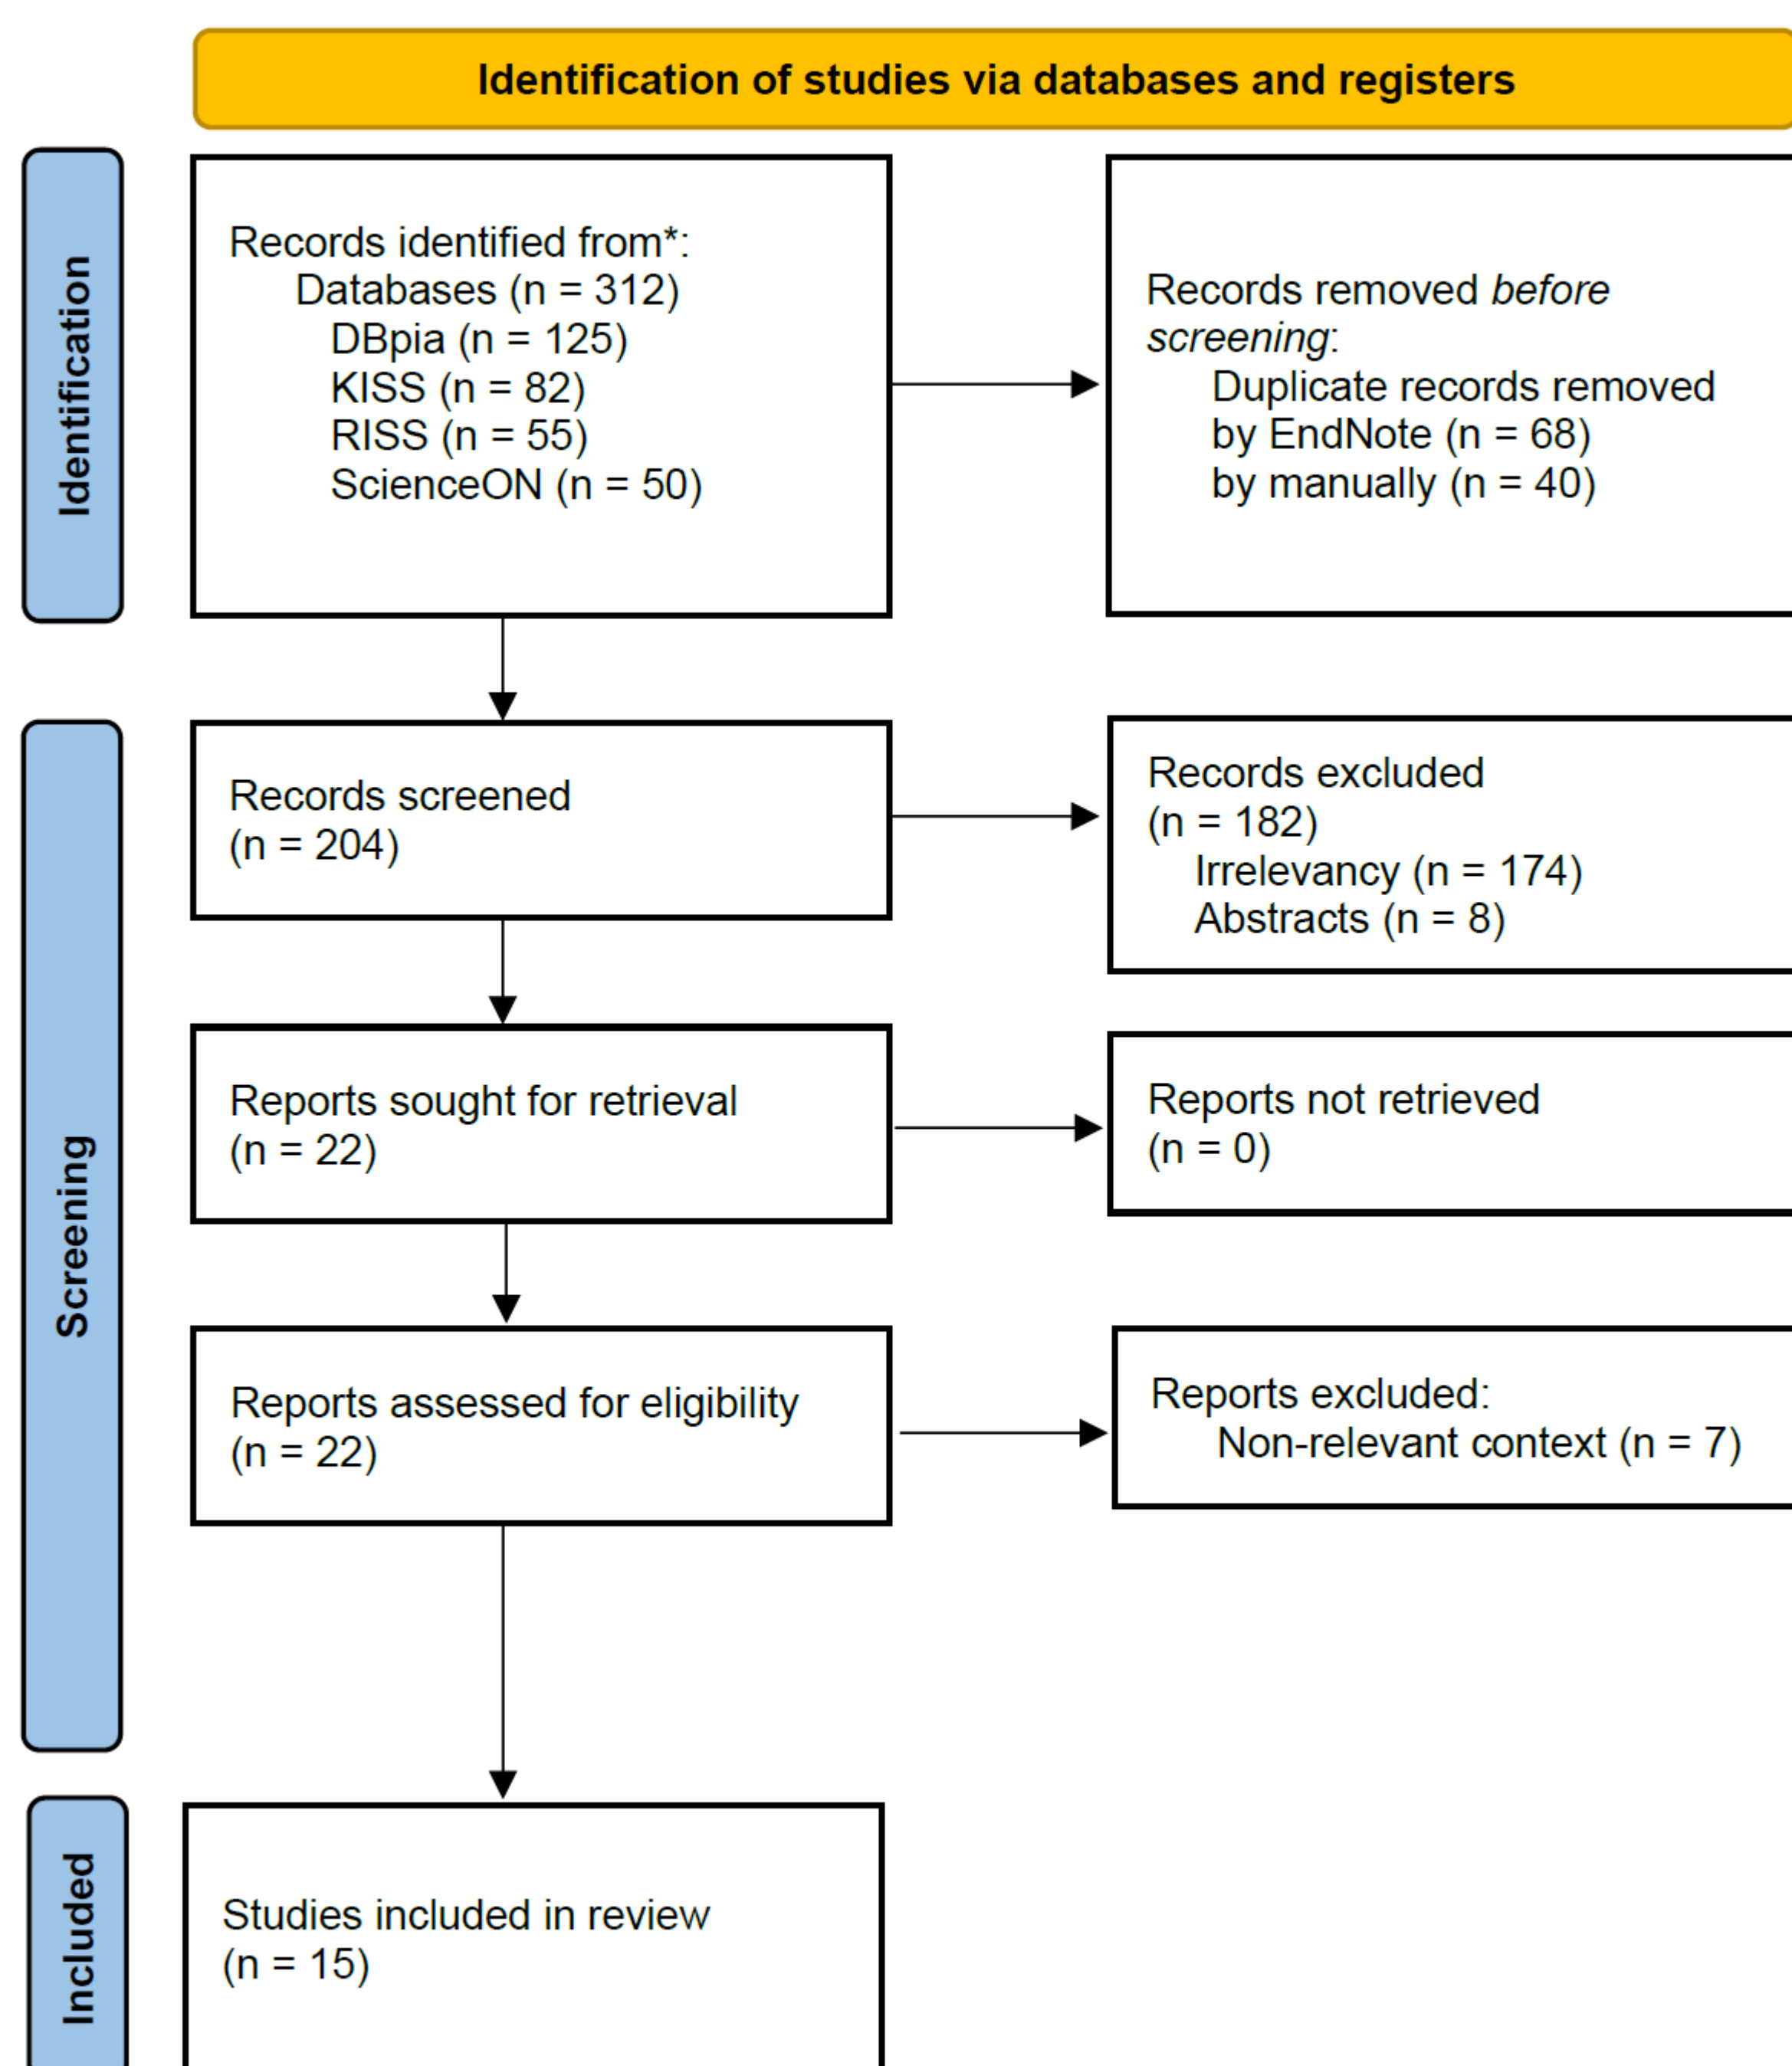 Identification of studies via databases and registers
Identification
Records identified from*:
Databases (n = 312)
DBpia (n = 125)
KISS (n = 82)
RISS (n = 55)
ScienceON (n = 50)
Records removed before
screening:
Duplicate records removed
by EndNote (n = 68)
by manually (n = 40)
Screening
Records screened
(n = 204)
Records excluded
(n = 182)
Irrelevancy (n = 174)
Abstracts (n = 8)
Reports sought for retrieval
(n = 22)
Reports not retrieved
(n = 0)
Reports assessed for eligibility
(n = 22)
Reports excluded:
Non-relevant context (n = 7)
Included
Studies included in review
(n = 15)